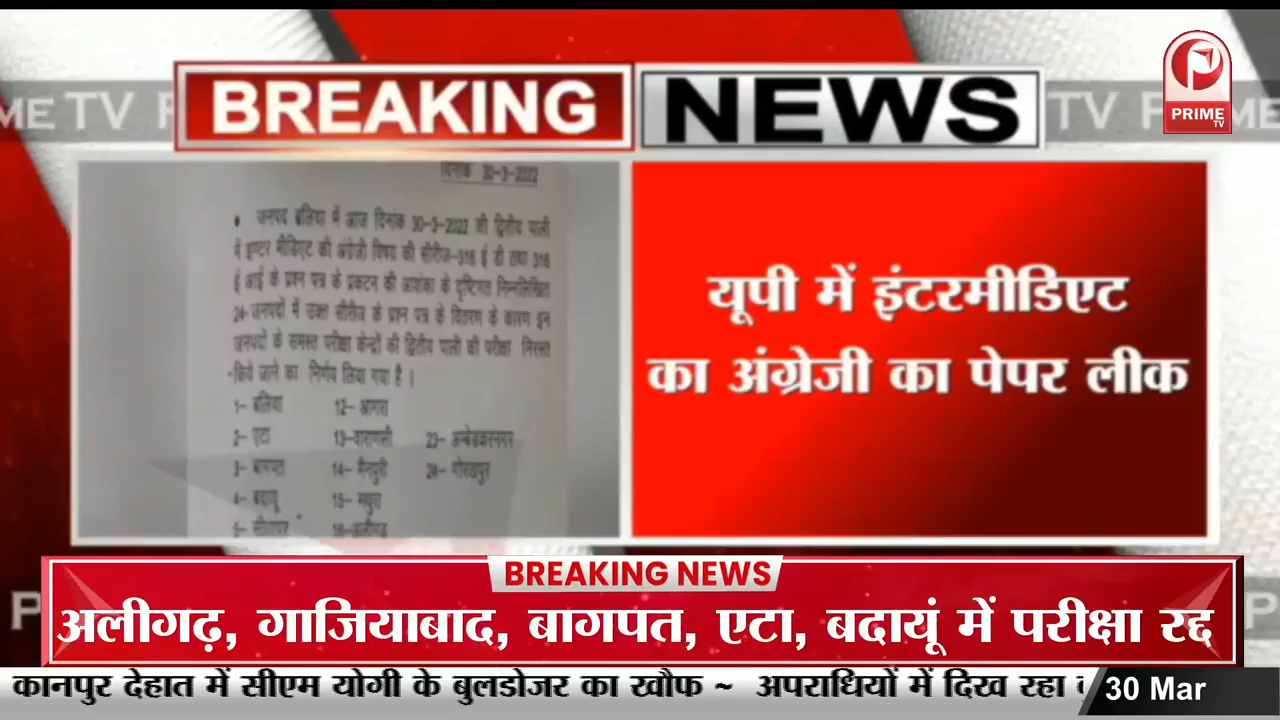 BREAKING NEWS
PRIME
TV
दिनांक 30-3-2022
जनपद बलिया में आज दिनांक 30-3-2022 की द्वितीय पाली
में इण्टर मीडिएट की अंग्रेजी विषय की सीरीज-316 ई डी तथा 316
ई आई के प्रश्न पत्र के प्रकटन की आशंका के दृष्टिगत निम्नलिखित
24-जनपदों में उक्त सीरीज के प्रश्न पत्र के वितरण के कारण इन
जनपदों के समस्त परीक्षा केन्द्रों की द्वितीय पाली की परीक्षा निरस्त
किये जाने का निर्णय लिया गया है।
1- बलिया 12- आगरा
2- एटा 13-वाराणसी 23- अम्बेडकरनगर
3- बागपत 14- मैनपुरी 24- गोरखपुर
4- बदायू 15- मथुरा
5- सीतापुर 16-अलीगढ़
यूपी में इंटरमीडिएट
का अंग्रेजी का पेपर लीक
BREAKING NEWS
अलीगढ़, गाजियाबाद, बागपत, एटा, बदायूं में परीक्षा रद्द
कानपुर देहात में सीएम योगी के बुलडोजर का खौफ ~ अपराधियों में दिख रहा
30 Mar